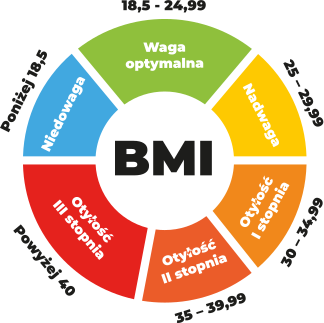 18,5 - 24,99
Waga
optymalna
25 – 29,99
Nadwaga
30 – 34,99
Otyłość
I stopnia
35 – 39,99
Otyłość
II stopnia
Powyżej 40
Otyłość
III stopnia
Poniżej 18,5
Niedowaga
BMI